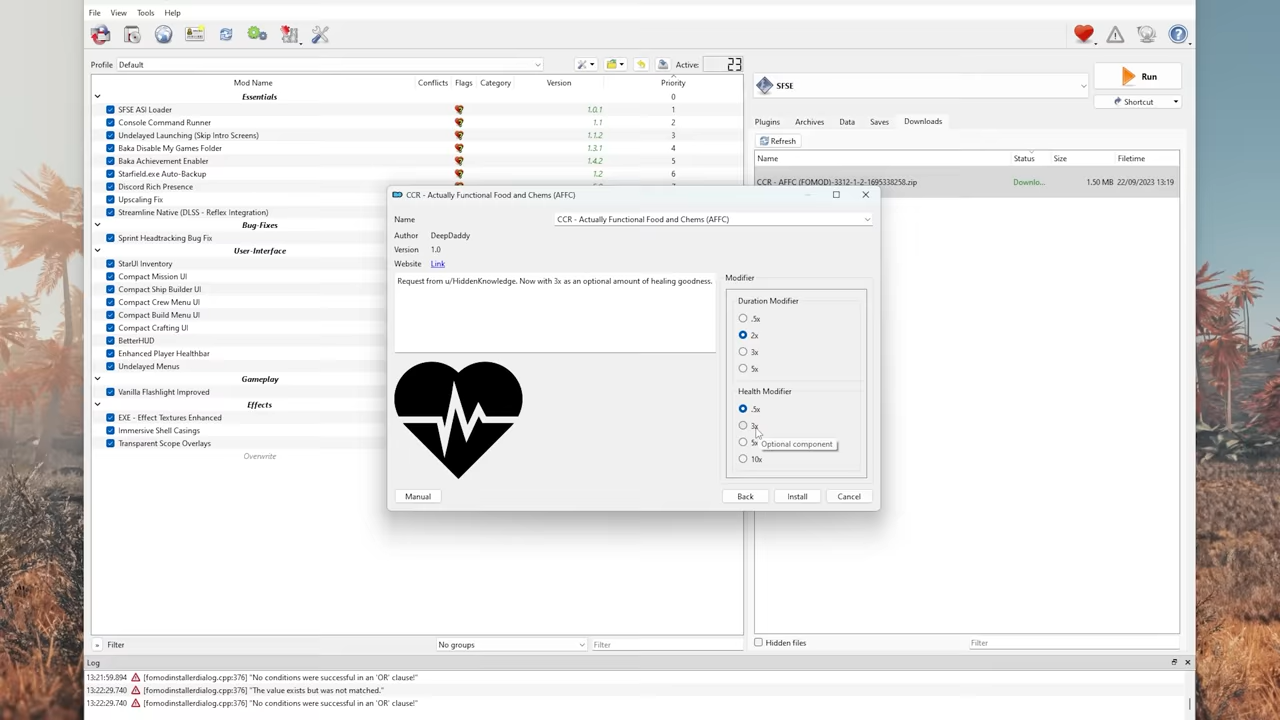 File View Tools Help
Profile Default Active: 23
Mod Name Conflicts Flags Category Version Priority
Essentials 0
SFSE ASI Loader 1.0.1 1
Console Command Runner 1.1 2
Undelayed Launching (Skip Intro Screens) 1.1.2 3
Baka Disable My Games Folder 1.3.1 4
Baka Achievement Enabler 1.4.2 5
Starfield.exe Auto-Backup 1.2 6
Discord Rich Presence
Upscaling Fix
Streamline Native (DLSS - Reflex Integration)
Bug-Fixes
Sprint Headtracking Bug Fix
User-Interface
StarUI Inventory
Compact Mission UI
Compact Ship Builder UI
Compact Crew Menu UI
Compact Build Menu UI
Compact Crafting UI
BetterHUD
Enhanced Player Healthbar
Undelayed Menus
Gameplay
Vanilla Flashlight Improved
Effects
EXE - Effect Textures Enhanced
Immersive Shell Casings
Transparent Scope Overlays
Overwrite
Filter No groups Filter
SFSE
Run
Shortcut
Plugins Archives Data Saves Downloads
Refresh
Name Status Size Filetime
CCR - AFFC (FOMOD)-3312-1-2-1695338258.zip Downlo... 1.50 MB 22/09/2023 13:19
Hidden files Filter
CCR - Actually Functional Food and Chems (AFFC)
Name CCR - Actually Functional Food and Chems (AFFC)
Author DeepDaddy
Version 1.0
Website Link
Request from u/HiddenKnowledge. Now with 3x as an optional amount of healing goodness.
Modifier
Duration Modifier
.5x
2x
3x
5x
Health Modifier
.5x
3x
5x
Optional component
10x
Manual Back Install Cancel
Log
13:21:59.894 [fomodinstallerdialog.cpp:376] "No conditions were successful in an 'OR' clause!"
13:22:29.740 [fomodinstallerdialog.cpp:376] "The value exists but was not matched."
13:22:29.740 [fomodinstallerdialog.cpp:376] "No conditions were successful in an 'OR' clause!"